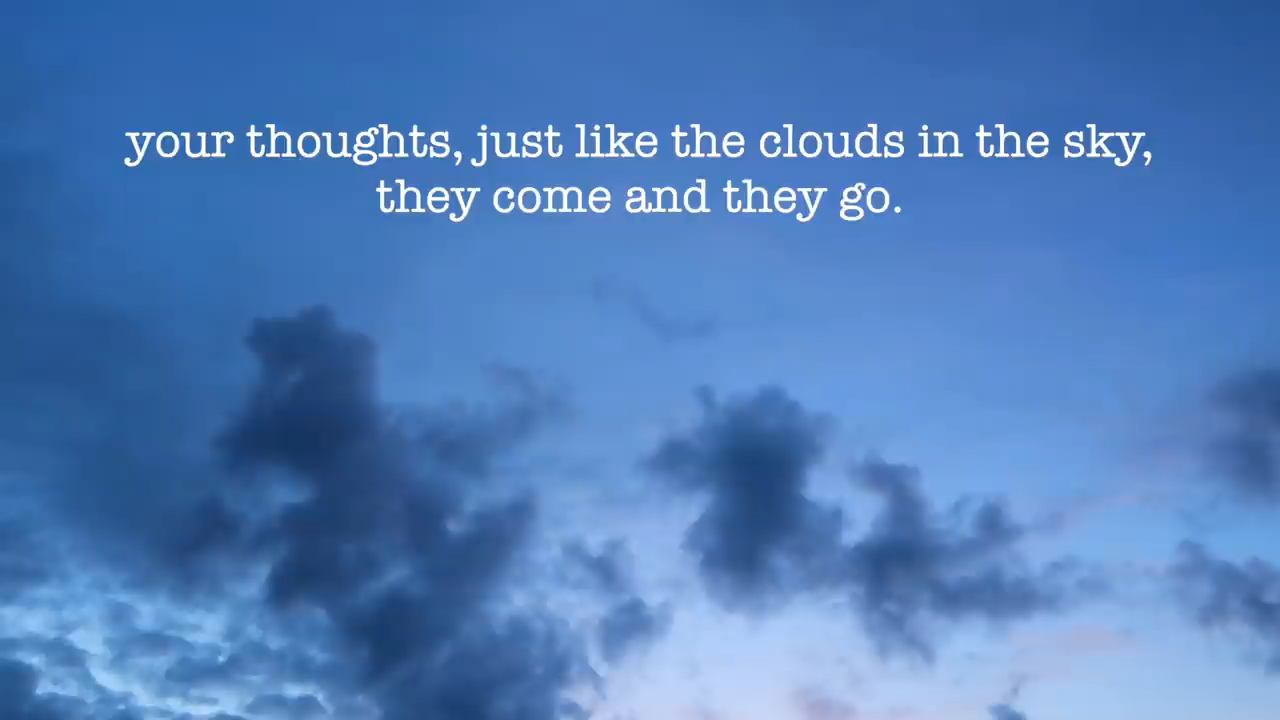 your thoughts, just like the clouds in the sky,
they come and they go.